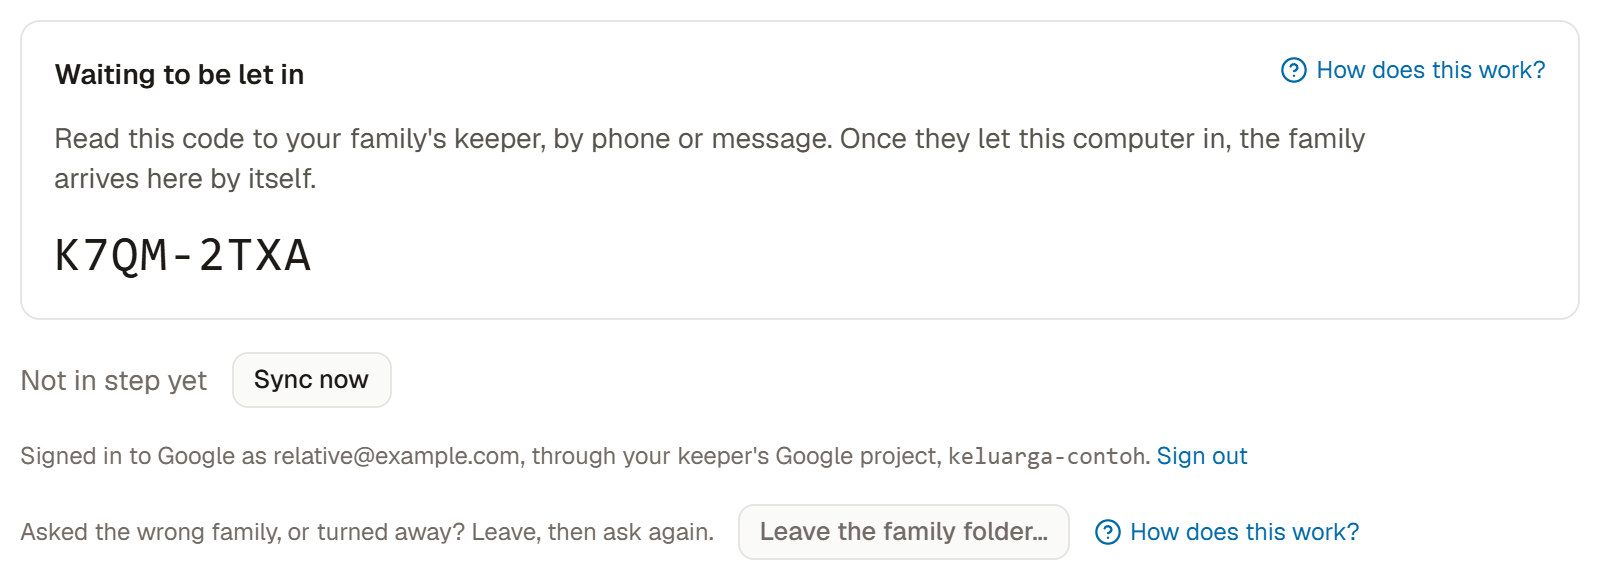 Waiting to be let in
How does this work?
Read this code to your family's keeper, by phone or message. Once they let this computer in, the family
arrives here by itself.
K7QM-2TXA
Not in step yet
Sync now
Signed in to Google as relative@example.com, through your keeper's Google project, keluarga-contoh. Sign out
Asked the wrong family, or turned away? Leave, then ask again.
Leave the family folder…
How does this work?